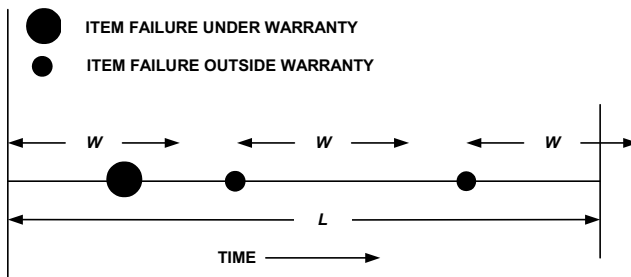 ITEM FAILURE UNDER WARRANTY
ITEM FAILURE OUTSIDE WARRANTY
W W W
L
TIME